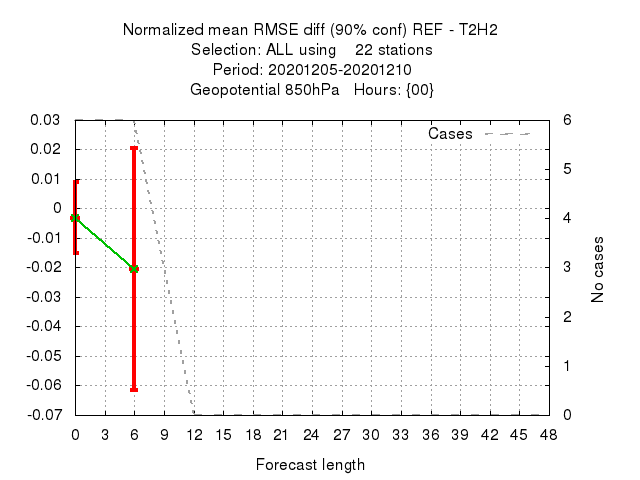 Normalized mean RMSE diff (90% conf) REF - T2H2
Selection: ALL using    22 stations
Period: 20201205-20201210
Geopotential 850hPa   Hours: {00}
Cases
0.03
0.02
0.01
0
-0.01
-0.02
-0.03
-0.04
-0.05
-0.06
-0.07
6
5
4
3
2
1
0
No cases
0 3 6 9 12 15 18 21 24 27 30 33 36 39 42 45 48
Forecast length